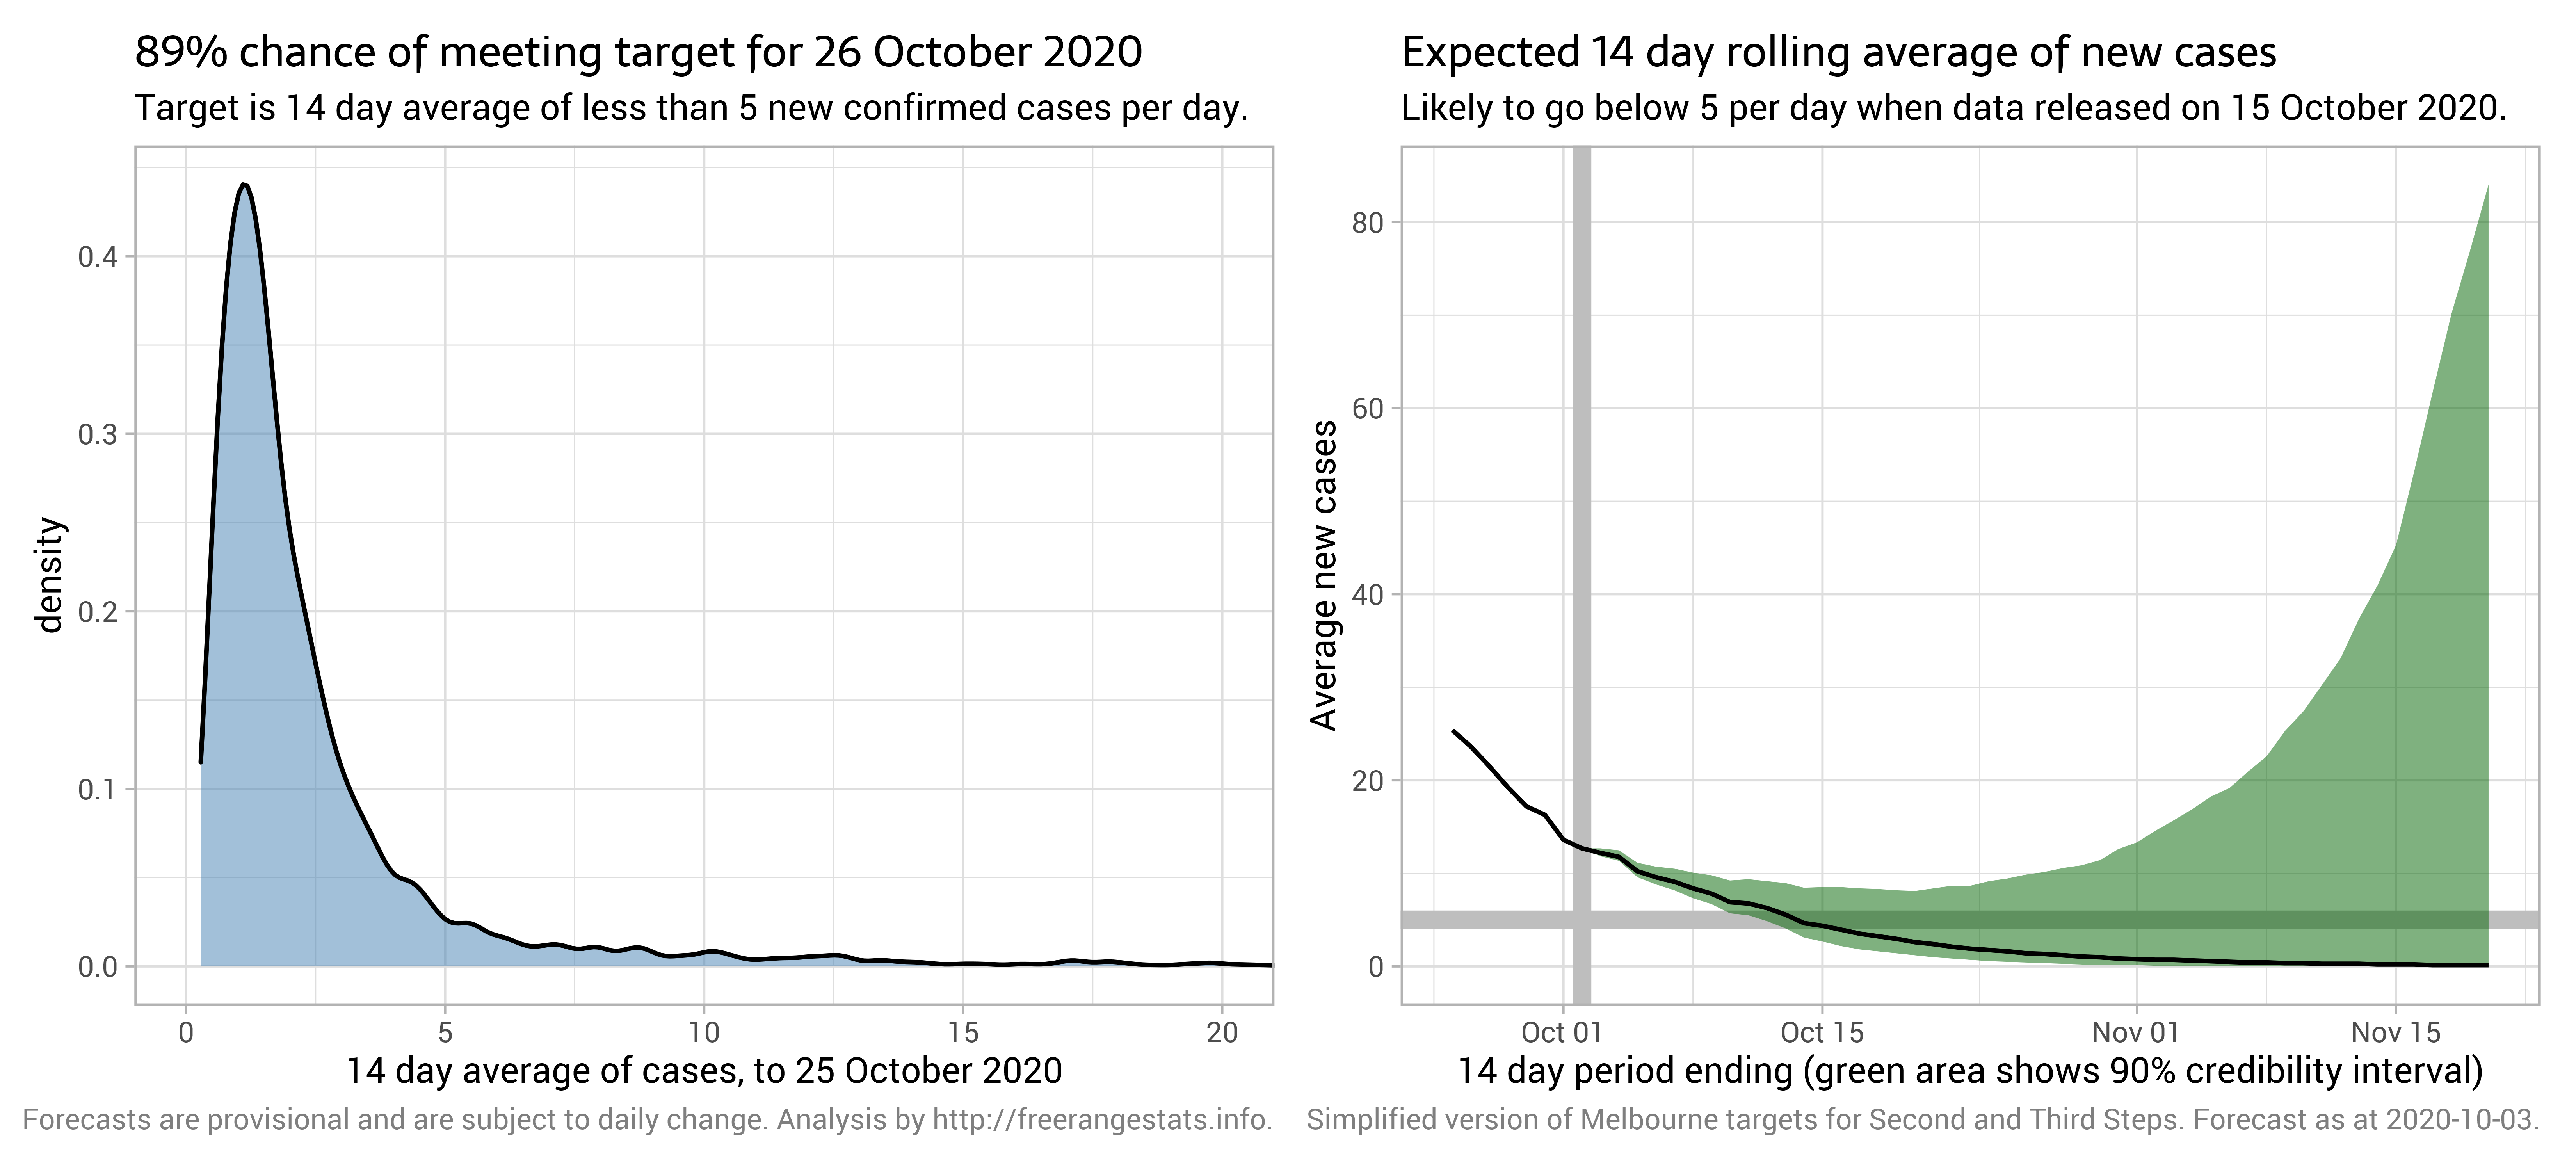 89% chance of meeting target for 26 October 2020
Target is 14 day average of less than 5 new confirmed cases per day.
density
0.4
0.3
0.2
0.1
0.0
0 5 10 15 20
14 day average of cases, to 25 October 2020
Forecasts are provisional and are subject to daily change. Analysis by http://freerangestats.info.
Expected 14 day rolling average of new cases
Likely to go below 5 per day when data released on 15 October 2020.
Average new cases
80
60
40
20
0
Oct 01 Oct 15 Nov 01 Nov 15
14 day period ending (green area shows 90% credibility interval)
Simplified version of Melbourne targets for Second and Third Steps. Forecast as at 2020-10-03.